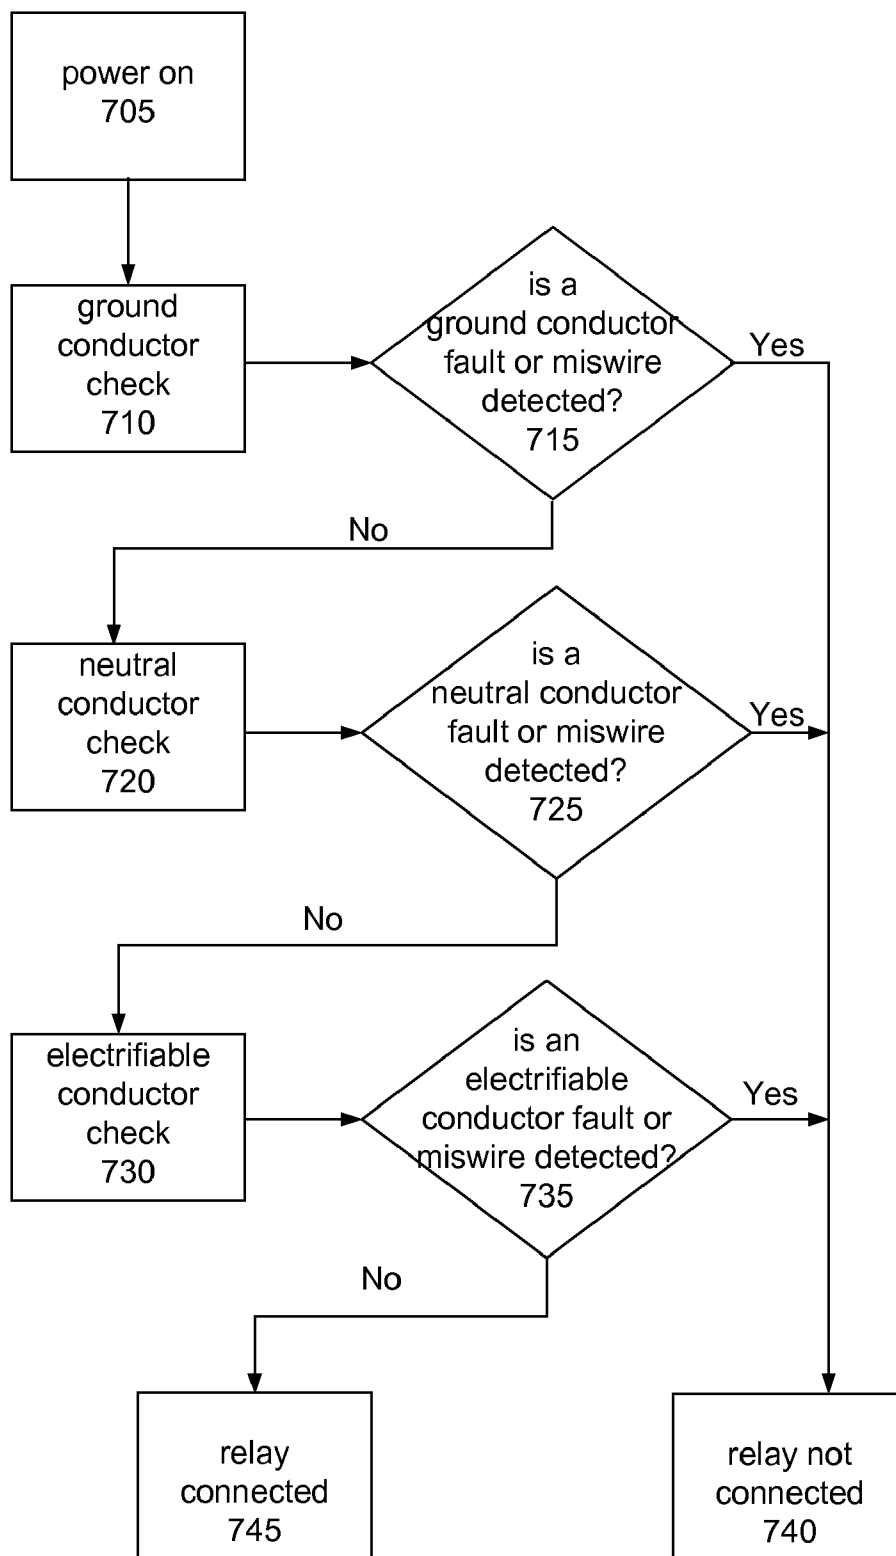 power on
705
ground
conductor
check
710
is a
ground conductor
fault or miswire
detected?
715
Yes
No
neutral
conductor
check
720
is a
neutral conductor
fault or miswire
detected?
725
Yes
No
electrifiable
conductor
check
730
is an
electrifiable
conductor fault or
miswire detected?
735
Yes
No
relay
connected
745
relay not
connected
740